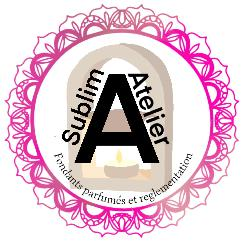 Sublim
A
Atelier
Fondants parfumés et reglementation